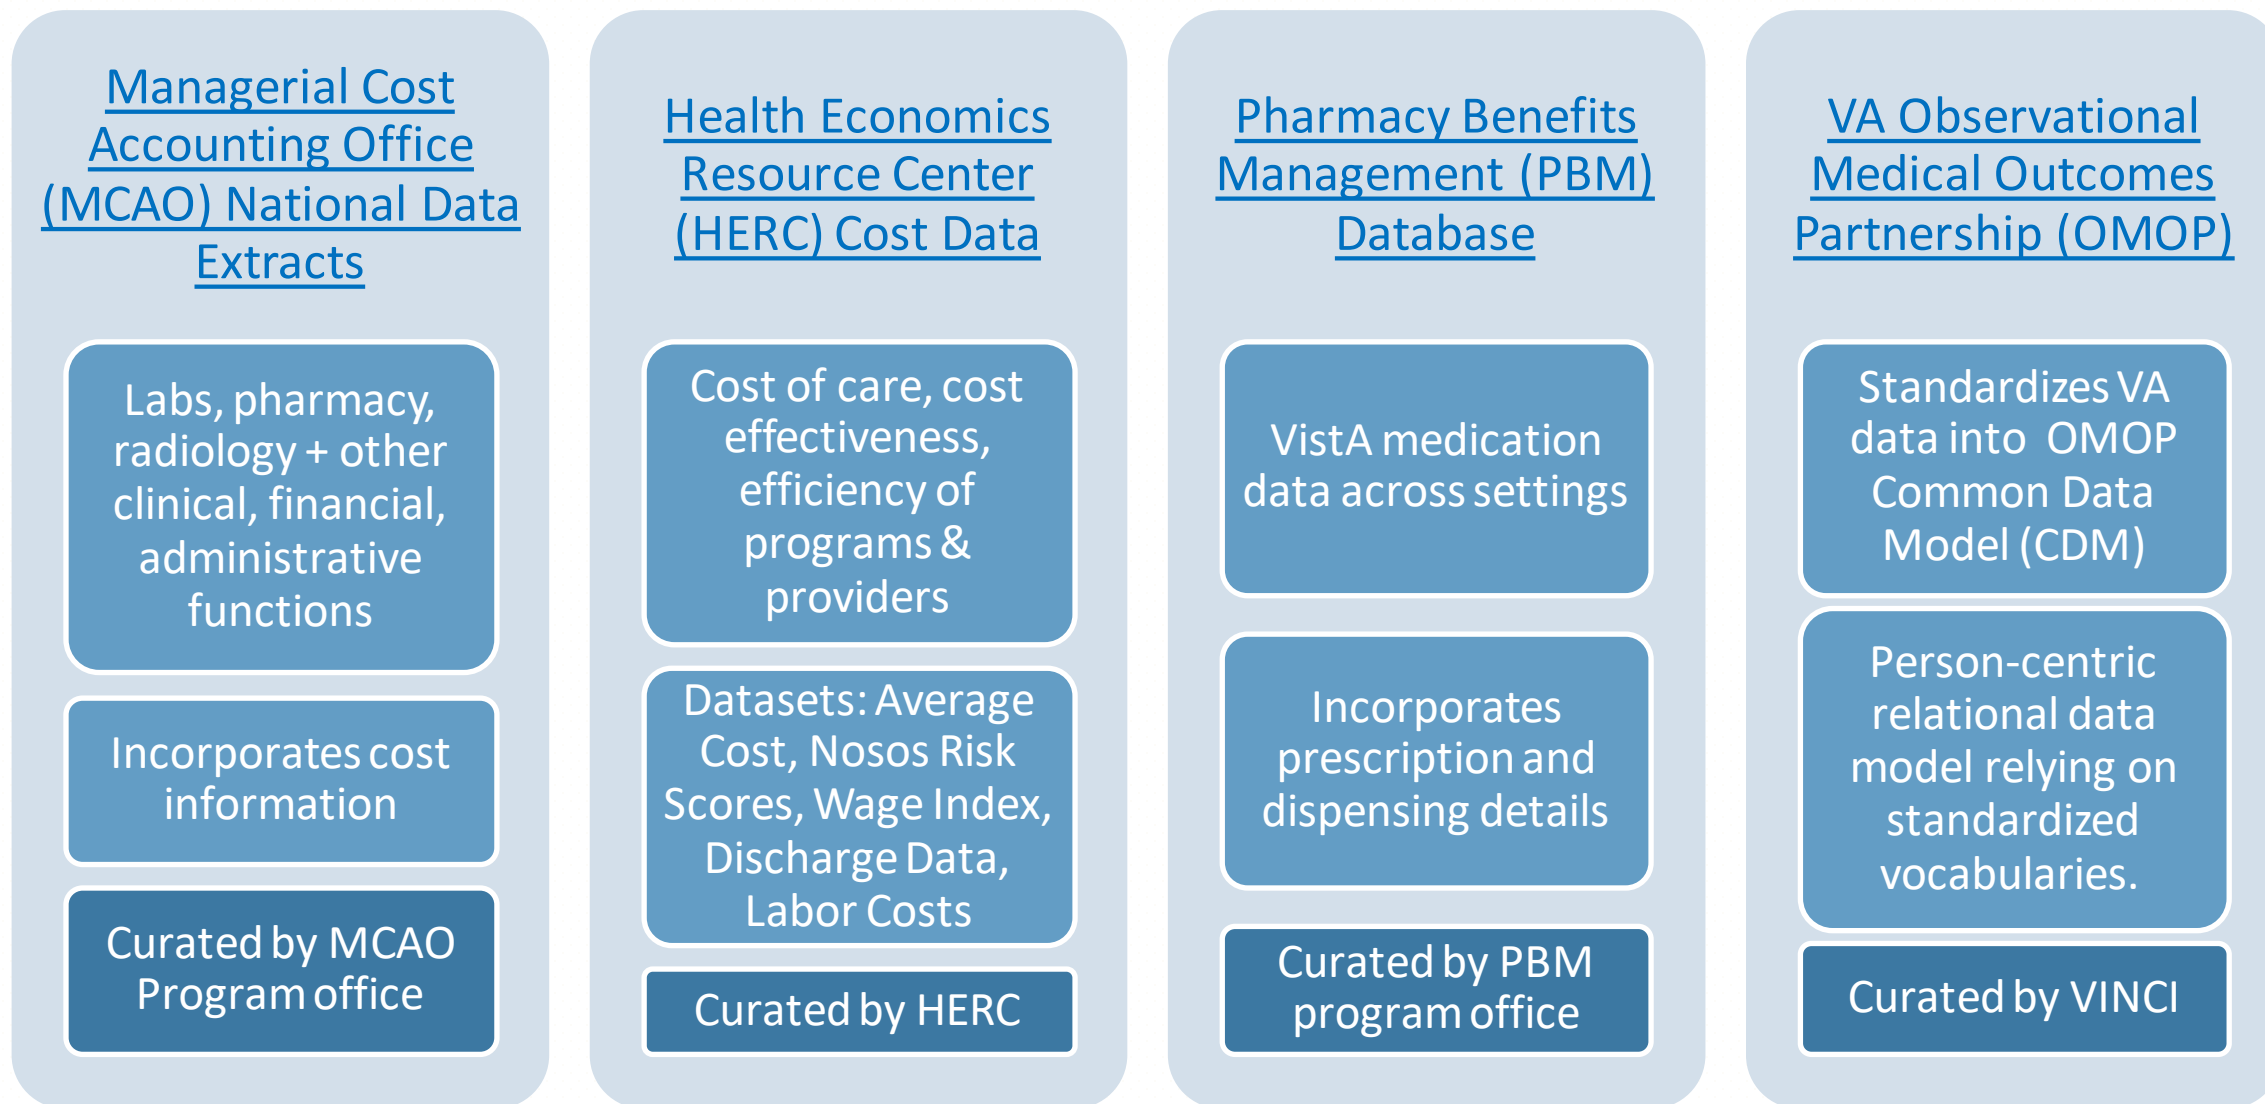 Managerial Cost
Accounting Office
(MCAO) National Data
Extracts
Labs, pharmacy,
radiology + other
clinical, financial,
administrative
functions
Incorporates cost
information
Curated by MCAO
Program office
Health Economics
Resource Center
(HERC) Cost Data
Cost of care, cost
effectiveness,
efficiency of
programs &
providers
Datasets: Average
Cost, Nosos Risk
Scores, Wage Index,
Discharge Data,
Labor Costs
Curated by HERC
Pharmacy Benefits
Management (PBM)
Database
VistA medication
data across settings
Incorporates
prescription and
dispensing details
Curated by PBM
program office
VA Observational
Medical Outcomes
Partnership (OMOP)
Standardizes VA
data into OMOP
Common Data
Model (CDM)
Person-centric
relational data
model relying on
standardized
vocabularies.
Curated by VINCI